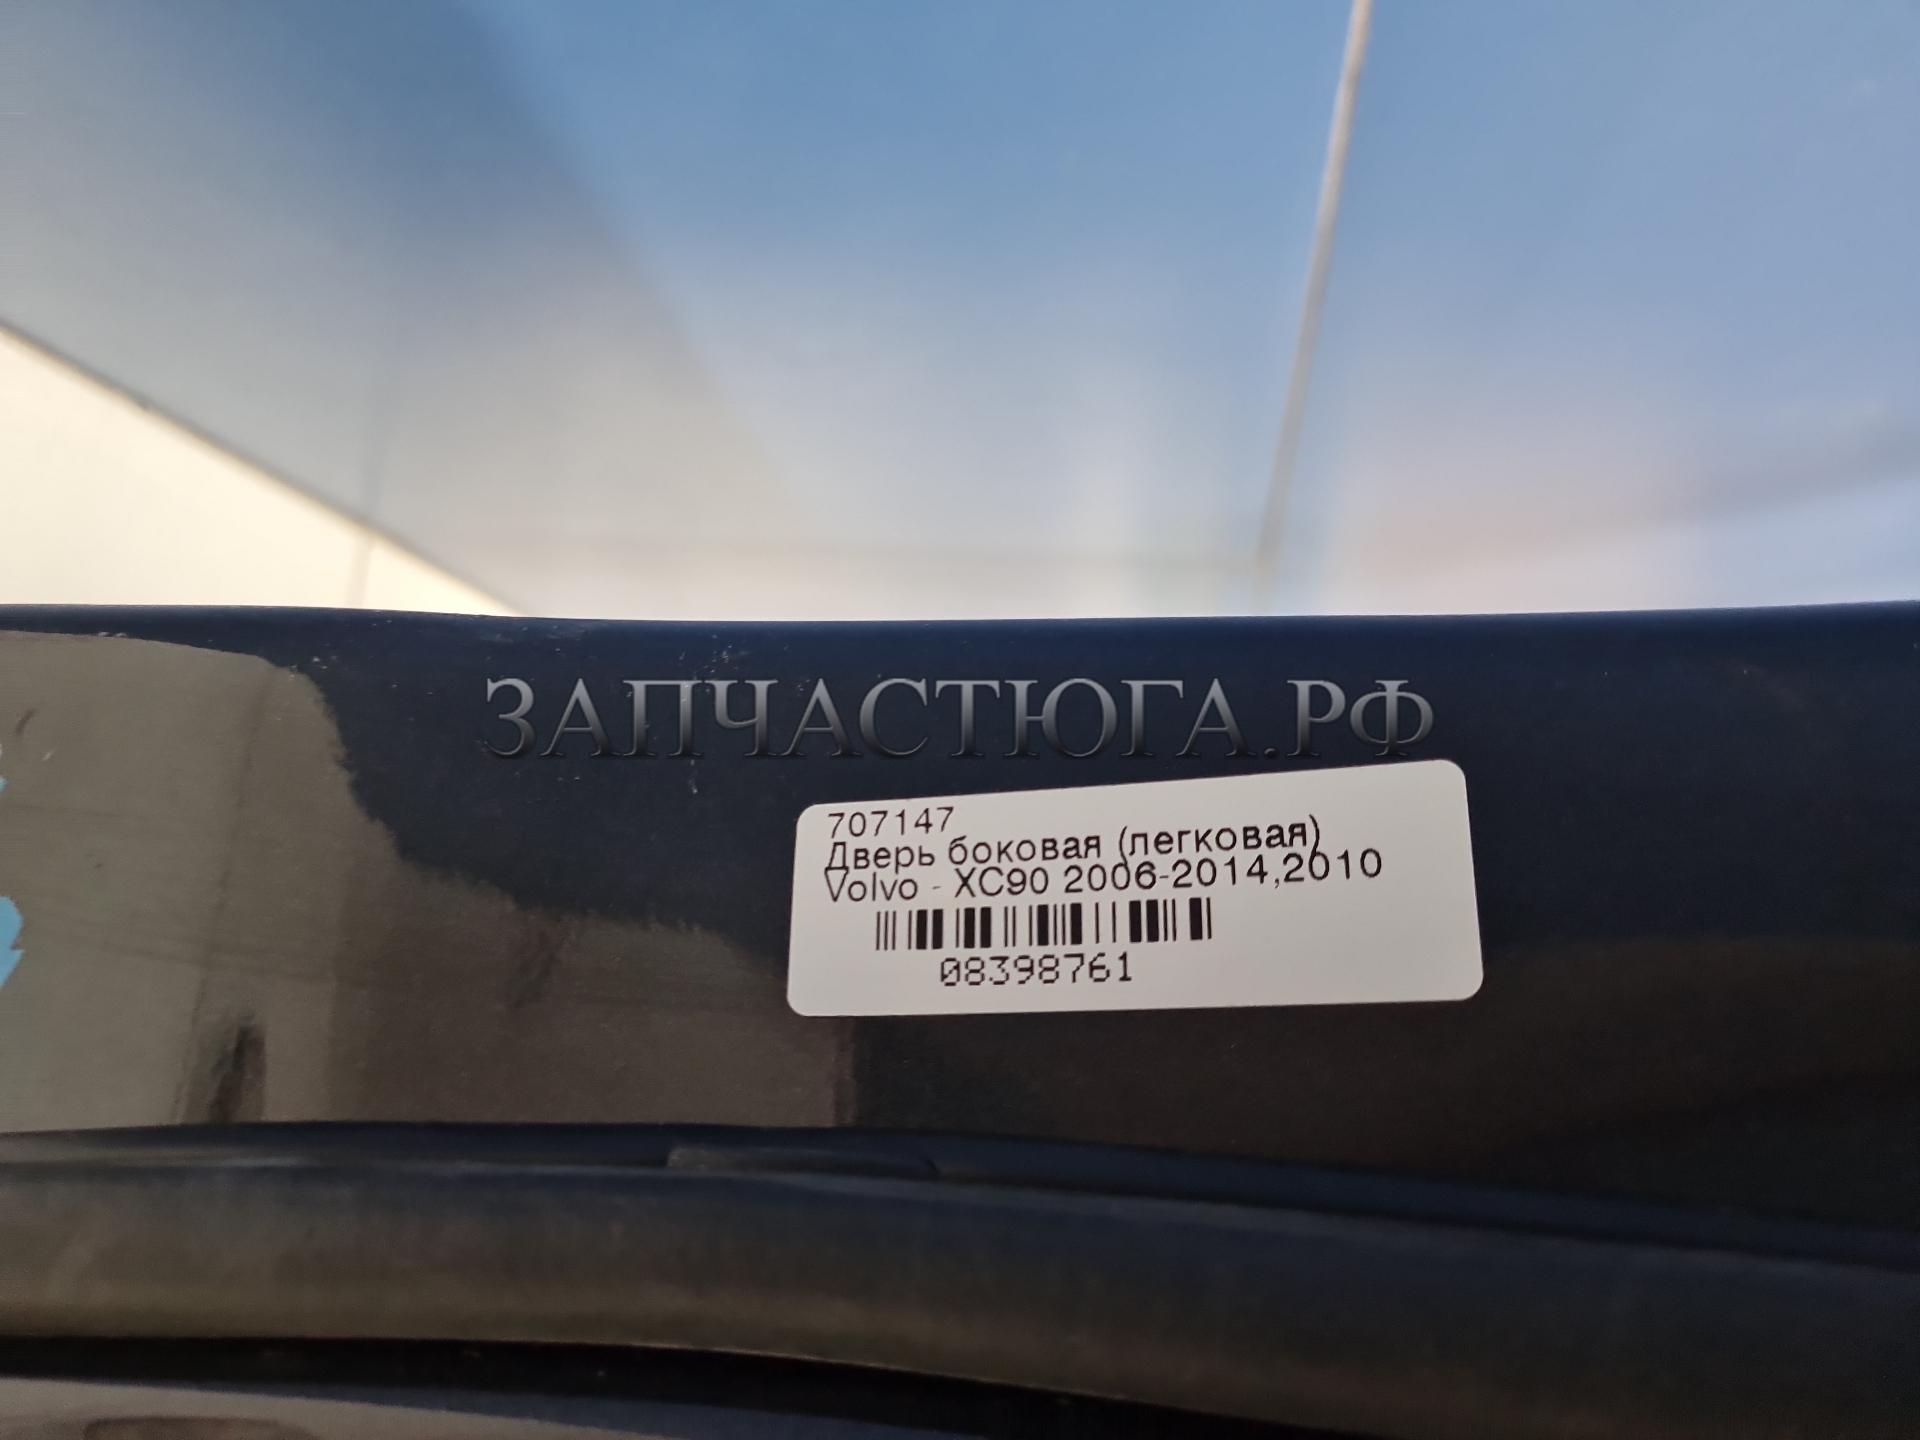 ЗАПЧАСТЮГА.РФ
707147
Дверь боковая (легковая)
Volvo - XC90 2006-2014,2010
08398761